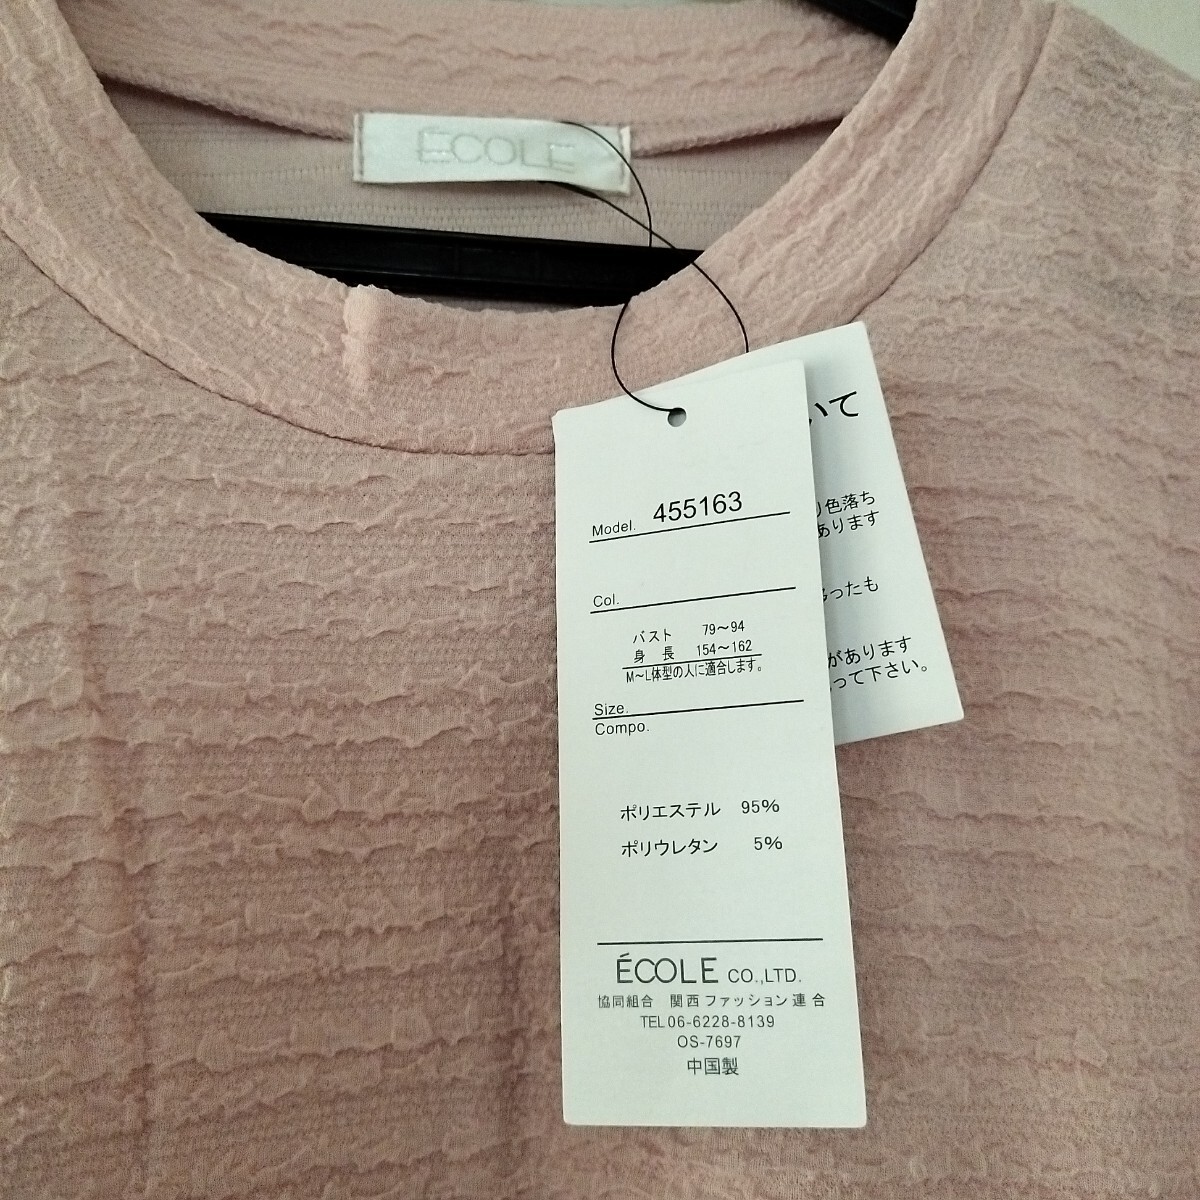 ÉCOLE
Model. 455163
Col.
バスト 79～94
身 長 154～162
M～L体型の人に適合します。
Size.
Compo.
ポリエステル 95%
ポリウレタン 5%
ÉCOLE CO.,LTD.
協同組合 関西ファッション連合
TEL06-6228-8139
OS-7697
中国製
いて
り色落ち
あります
ったも
があります
って下さい。